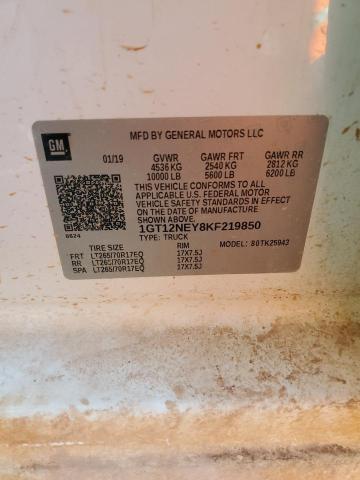 GM
MFD BY GENERAL MOTORS LLC
01/19 GVWR GAWR FRT GAWR RR
4536 KG 2540 KG 2812 KG
10000 LB 5600 LB 6200 LB
THIS VEHICLE CONFORMS TO ALL
APPLICABLE U.S. FEDERAL MOTOR
VEHICLE SAFETY STANDARDS IN
EFFECT ON THE DATE OF MANUFACTURE
SHOWN ABOVE.
1GT12NEY8KF219850
6624 TYPE: TRUCK
TIRE SIZE RIM MODEL: 80TK25943
FRT LT265/70R17EQ 17X7.5J
RR LT265/70R17EQ 17X7.5J
SPA LT265/70R17EQ 17X7.5J